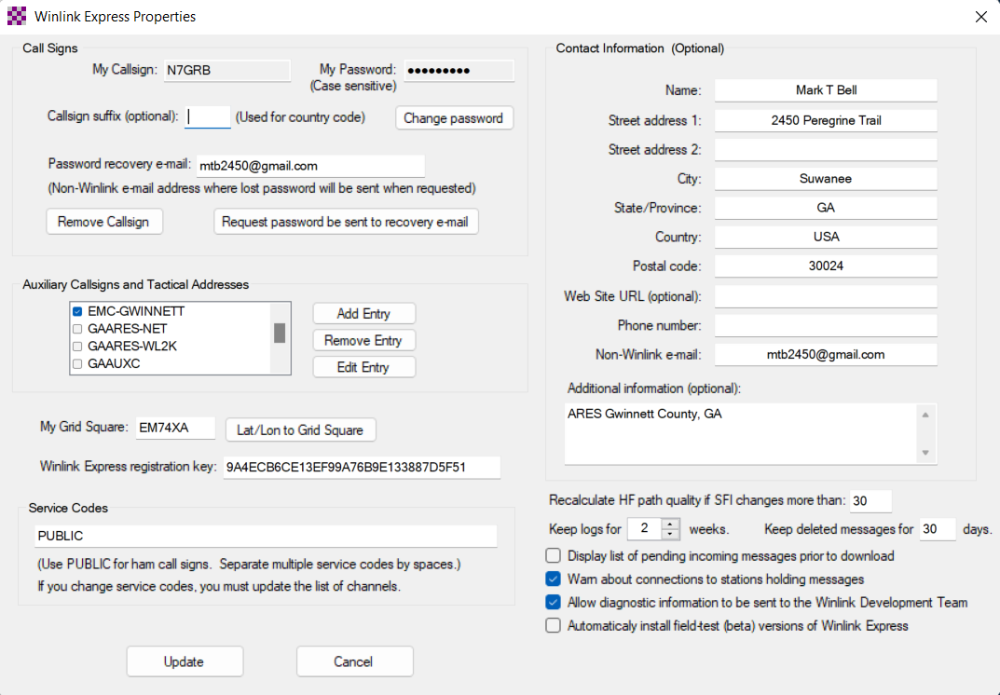 Winlink Express Properties
Call Signs
My Callsign: N7GRB
My Password: ●●●●●●●●●
(Case sensitive)
Callsign suffix (optional):
(Used for country code)
Change password
Password recovery e-mail: mtb2450@gmail.com
(Non-Winlink e-mail address where lost password will be sent when requested)
Remove Callsign
Request password be sent to recovery e-mail
Auxiliary Callsigns and Tactical Addresses
EMC-GWINNETT
GAARES-NET
GAARES-WL2K
GAAUXC
Add Entry
Remove Entry
Edit Entry
My Grid Square: EM74XA
Lat/Lon to Grid Square
Winlink Express registration key: 9A4ECB6CE13EF99A76B9E133887D5F51
Service Codes
PUBLIC
(Use PUBLIC for ham call signs. Separate multiple service codes by spaces.)
If you change service codes, you must update the list of channels.
Update
Cancel
Contact Information (Optional)
Name: Mark T Bell
Street address 1: 2450 Peregrine Trail
Street address 2:
City: Suwanee
State/Province: GA
Country: USA
Postal code: 30024
Web Site URL (optional):
Phone number:
Non-Winlink e-mail: mtb2450@gmail.com
Additional information (optional):
ARES Gwinnett County, GA
Recalculate HF path quality if SFI changes more than: 30
Keep logs for 2 weeks.
Keep deleted messages for 30 days.
Display list of pending incoming messages prior to download
Warn about connections to stations holding messages
Allow diagnostic information to be sent to the Winlink Development Team
Automaticaly install field-test (beta) versions of Winlink Express